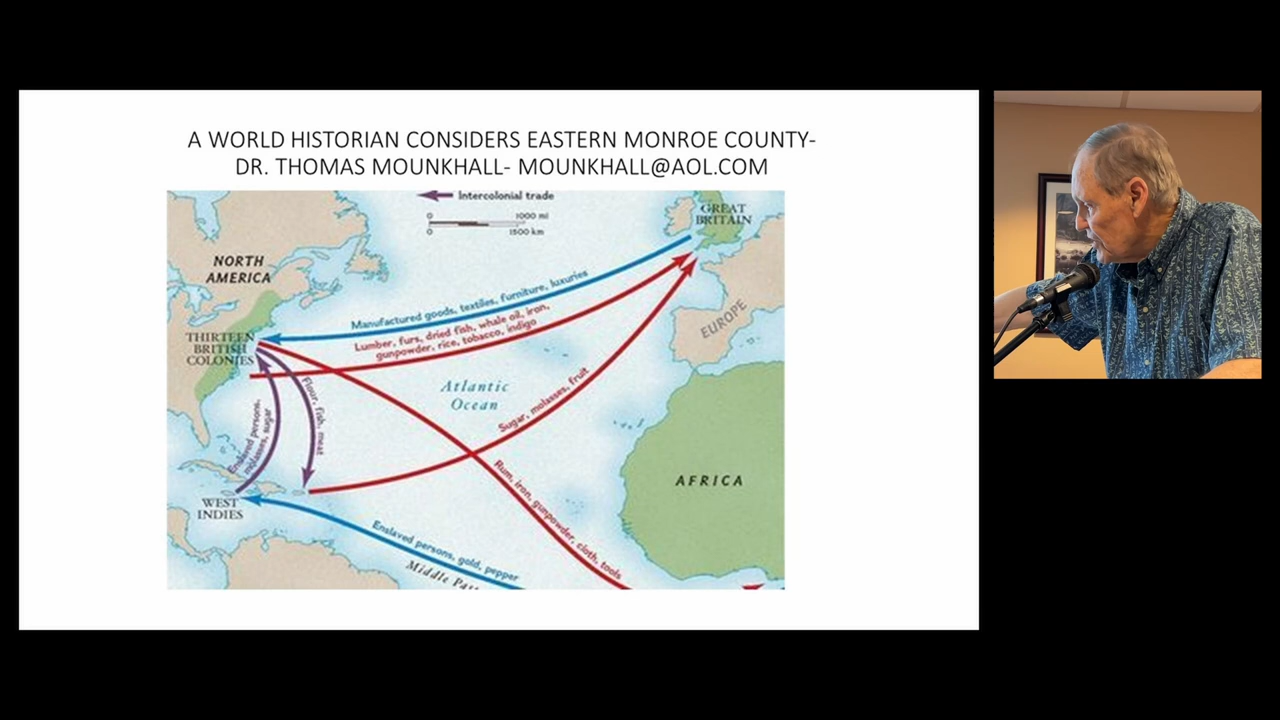 A WORLD HISTORIAN CONSIDERS EASTERN MONROE COUNTY-
DR. THOMAS MOUNKHALL- MOUNKHALL@AOL.COM
Intercolonial trade
0 1000 mi
0 1500 km
GREAT
BRITAIN
NORTH
AMERICA
Manufactured goods, textiles, furniture, luxuries
Lumber, furs, dried fish, whale oil, iron,
gunpowder, rice, tobacco, indigo
EUROPE
THIRTEEN
BRITISH
COLONIES
Atlantic
Ocean
Flour, fish, meat
Sugar, molasses, fruit
Enslaved persons,
molasses, sugar
AFRICA
Rum, iron, gunpowder, cloth, tools
WEST
INDIES
Enslaved persons, gold, pepper
Middle